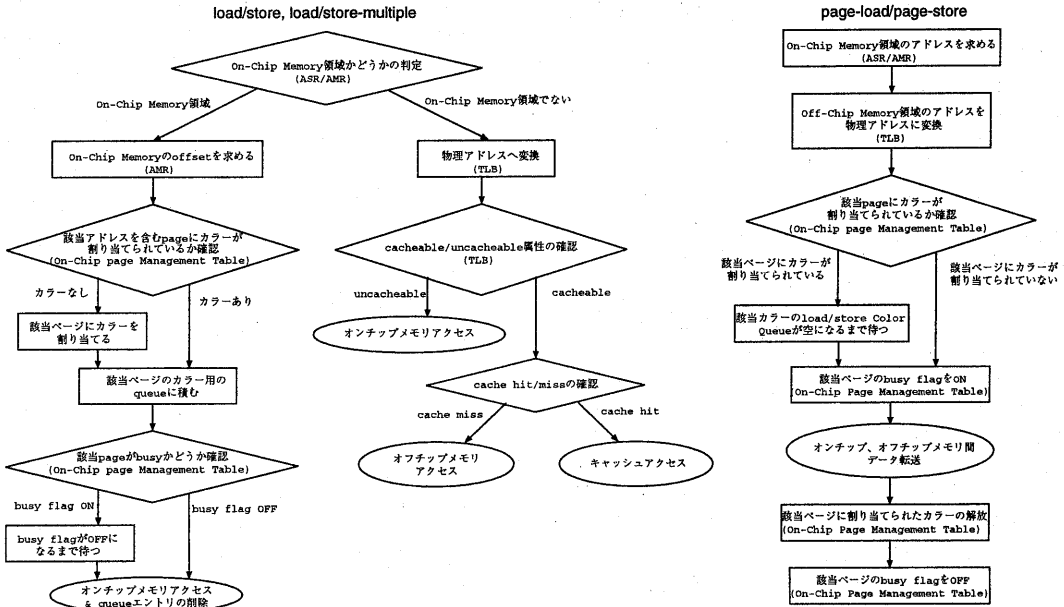 load/store, load/store-multiple
On-Chip Memory領域かどうかの判定
(ASR/AMR)
On-Chip Memory領域
On-Chip Memory領域でない
On-Chip Memoryのoffsetを求める
(AMR)
物理アドレスへ変換
(TLB)
該当アドレスを含むpageにカラーが
割り当てられているか確認
(On-Chip page Management Table)
カラーなし
カラーあり
該当ページにカラーを
割り当てる
該当ページのカラー用の
queueに積む
該当pageがbusyかどうか確認
(On-Chip page Management Table)
busy flag ON
busy flag OFF
busy flagがOFFに
なるまで待つ
オンチップメモリアクセス
& queueエントリの削除
cacheable/uncacheable属性の確認
(TLB)
uncacheable
cacheable
オンチップメモリアクセス
cache hit/missの確認
cache miss
cache hit
オフチップメモリ
アクセス
キャッシュアクセス
page-load/page-store
On-Chip Memory領域のアドレスを求める
(ASR/AMR)
Off-Chip Memory領域のアドレスを
物理アドレスに変換
(TLB)
該当pageにカラーが
割り当てられているか確認
(On-Chip page Management Table)
該当ページにカラーが
割り当てられている
該当ページにカラーが
割り当てられていない
該当カラーのload/store Color
Queueが空になるまで待つ
該当ページのbusy flagをON
(On-Chip Page Management Table)
オンチップ、オフチップメモリ間
データ転送
該当ページに割り当てられたカラーの解放
(On-Chip Page Management Table)
該当ページのbusy flagをOFF
(On-Chip Page Management Table)